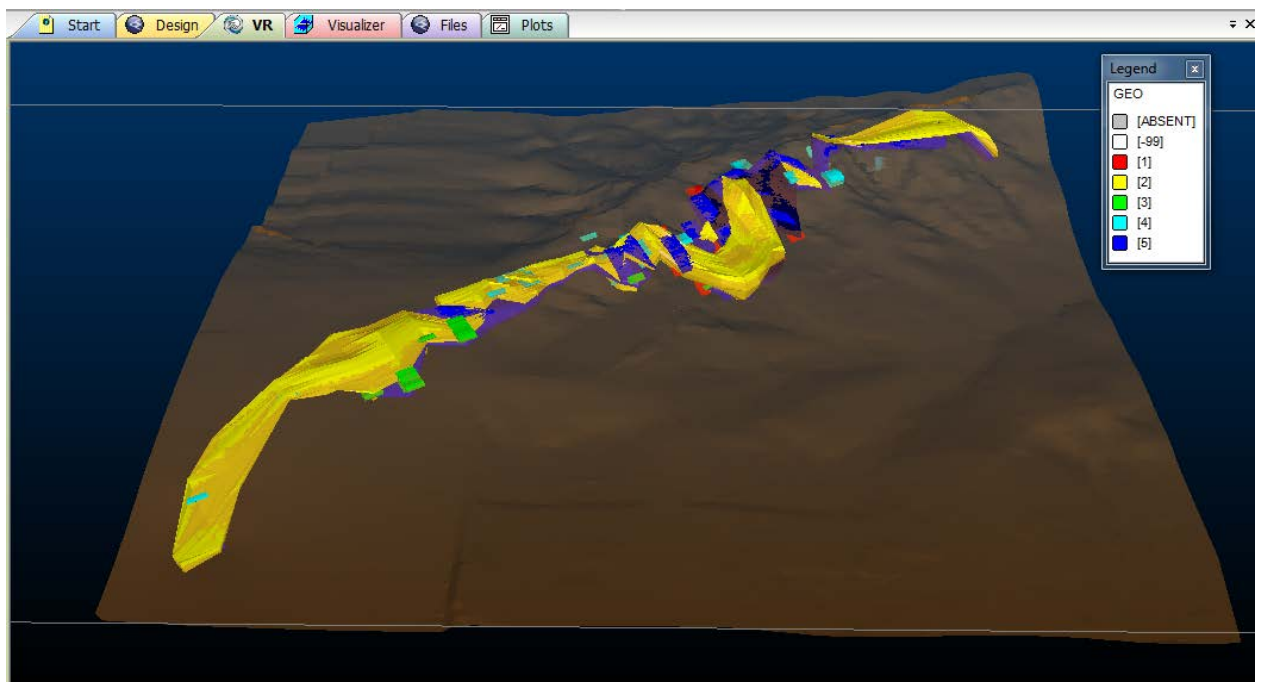 Start Design VR Visualizer Files Plots
Legend
GEO
[ABSENT]
[-99]
[1]
[2]
[3]
[4]
[5]